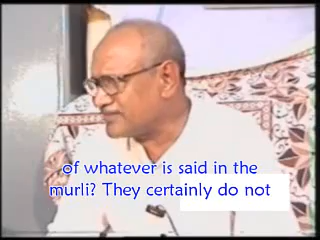 of whatever is said in the
murli? They certainly do not